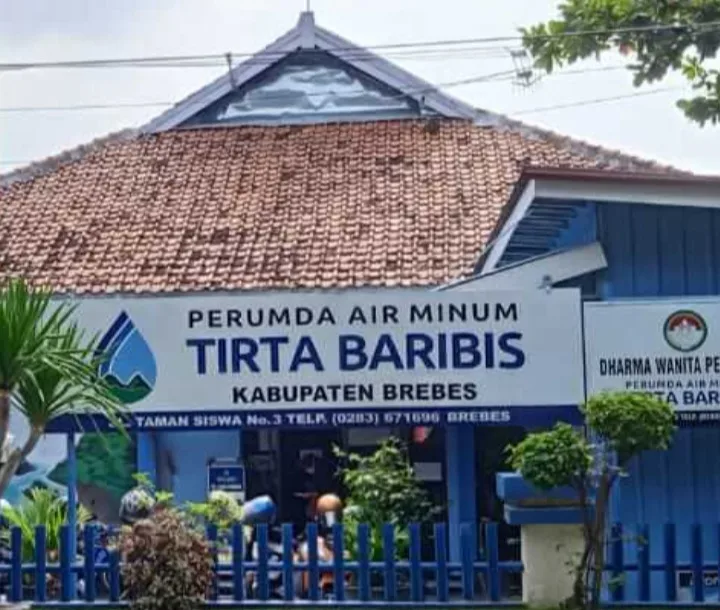 PERUMDA AIR MINUM
TIRTA BARIBIS
KABUPATEN BREBES
TAMAN SISWA No.3 TELP. (0283) 671696 BREBES
DHARMA WANITA PE
PERUMDA AIR M
TIRTA BAR